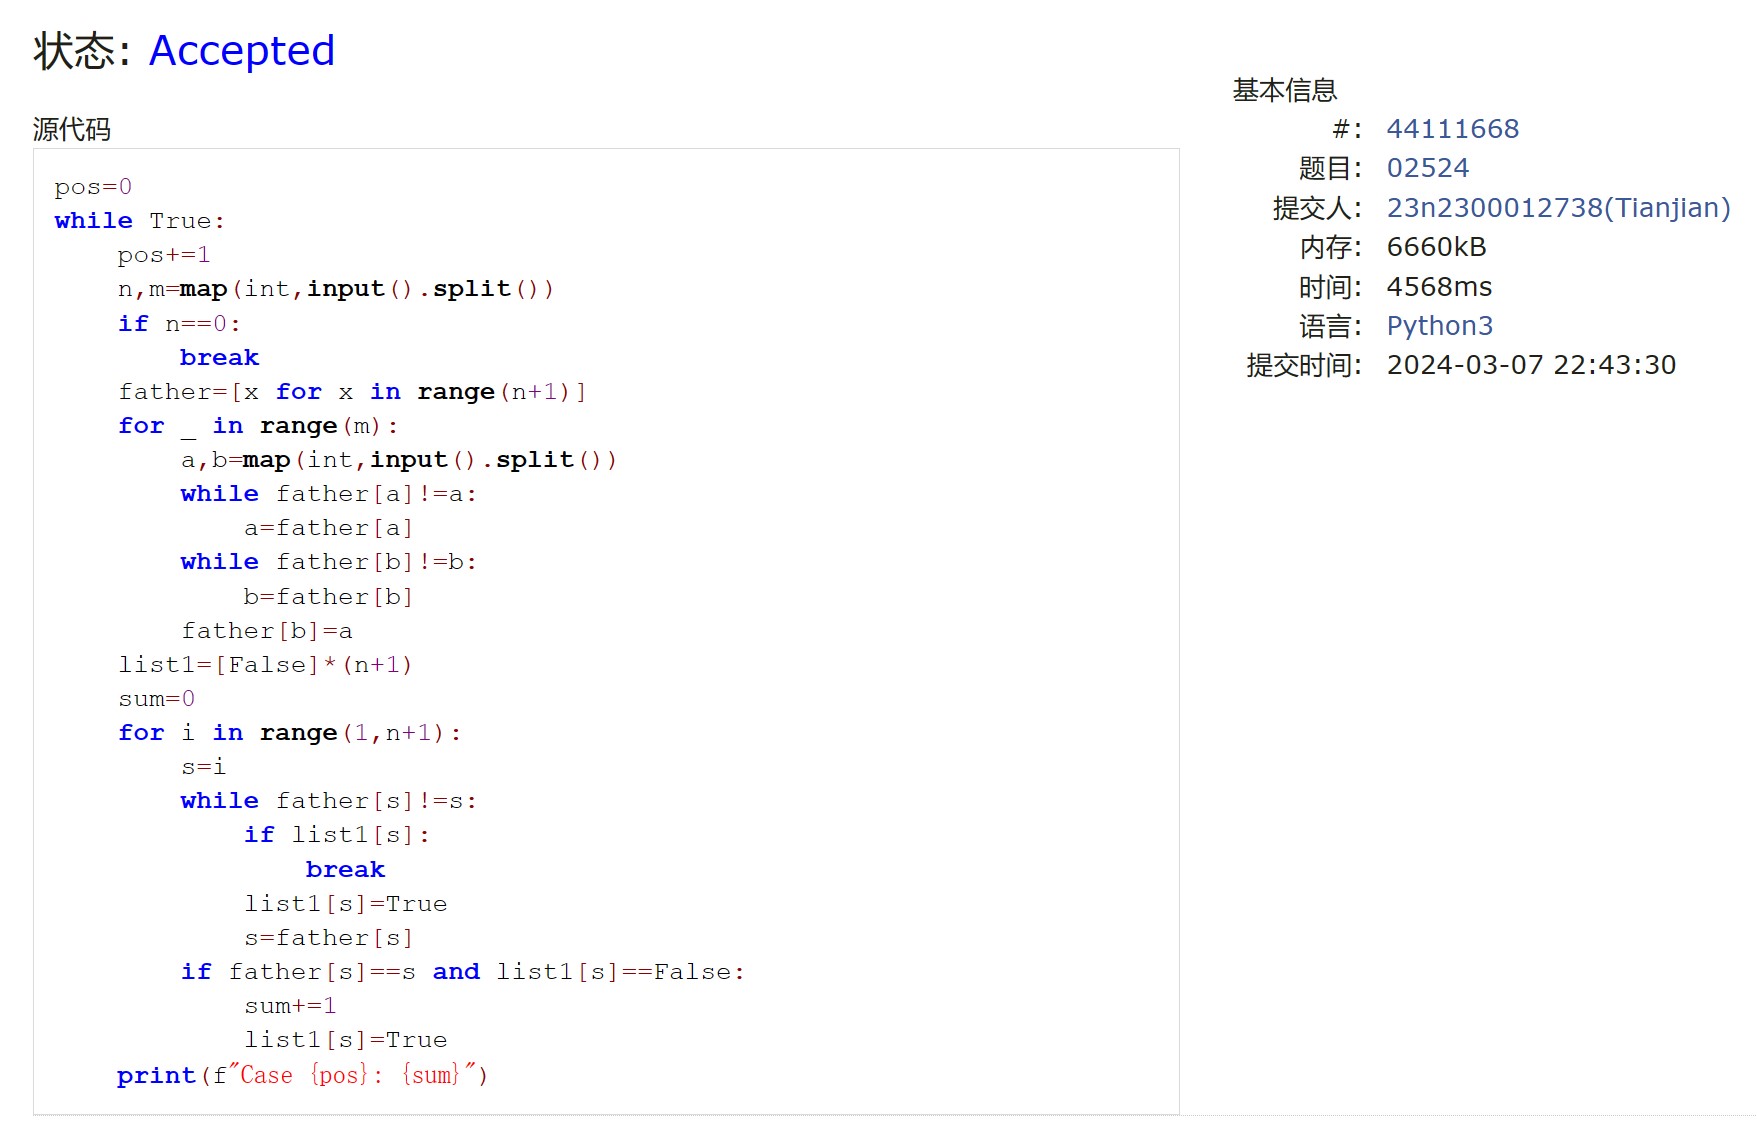 状态: Accepted
源代码
pos=0
while True:
    pos+=1
    n,m=map(int,input().split())
    if n==0:
        break
    father=[x for x in range(n+1)]
    for _ in range(m):
        a,b=map(int,input().split())
        while father[a]!=a:
            a=father[a]
        while father[b]!=b:
            b=father[b]
        father[b]=a
    list1=[False]*(n+1)
    sum=0
    for i in range(1,n+1):
        s=i
        while father[s]!=s:
            if list1[s]:
                break
            list1[s]=True
            s=father[s]
        if father[s]==s and list1[s]==False:
            sum+=1
            list1[s]=True
    print(f"Case {pos}: {sum}")
基本信息
#: 44111668
题目: 02524
提交人: 23n2300012738(Tianjian)
内存: 6660kB
时间: 4568ms
语言: Python3
提交时间: 2024-03-07 22:43:30